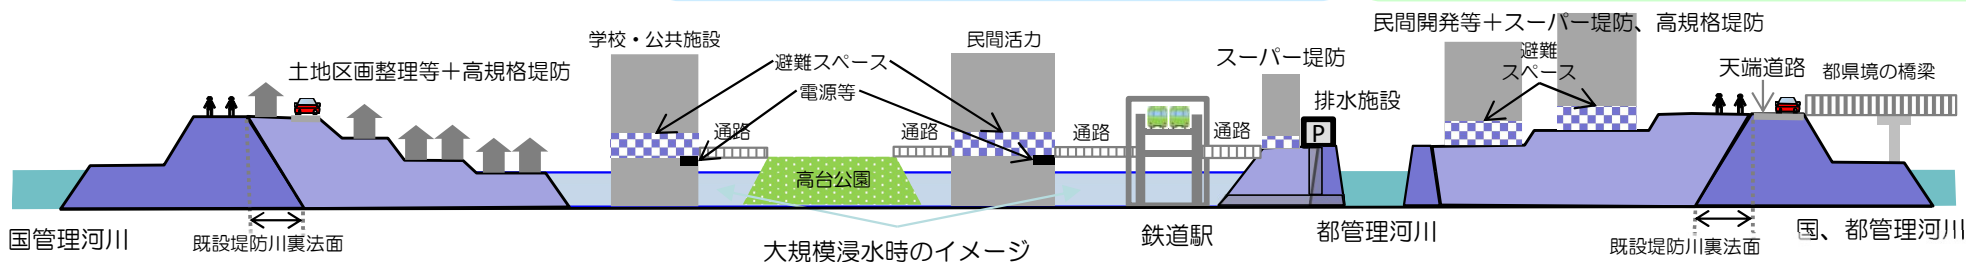 民間開発等＋スーパー堤防、高規格堤防
学校・公共施設
民間活力
避難
スペース
スーパー堤防
天端道路
都県境の橋梁
土地区画整理等＋高規格堤防
避難スペース
電源等
排水施設
P
通路
通路
通路
通路
高台公園
国管理河川
既設堤防川裏法面
大規模浸水時のイメージ
鉄道駅
都管理河川
既設堤防川裏法面
国、都管理河川